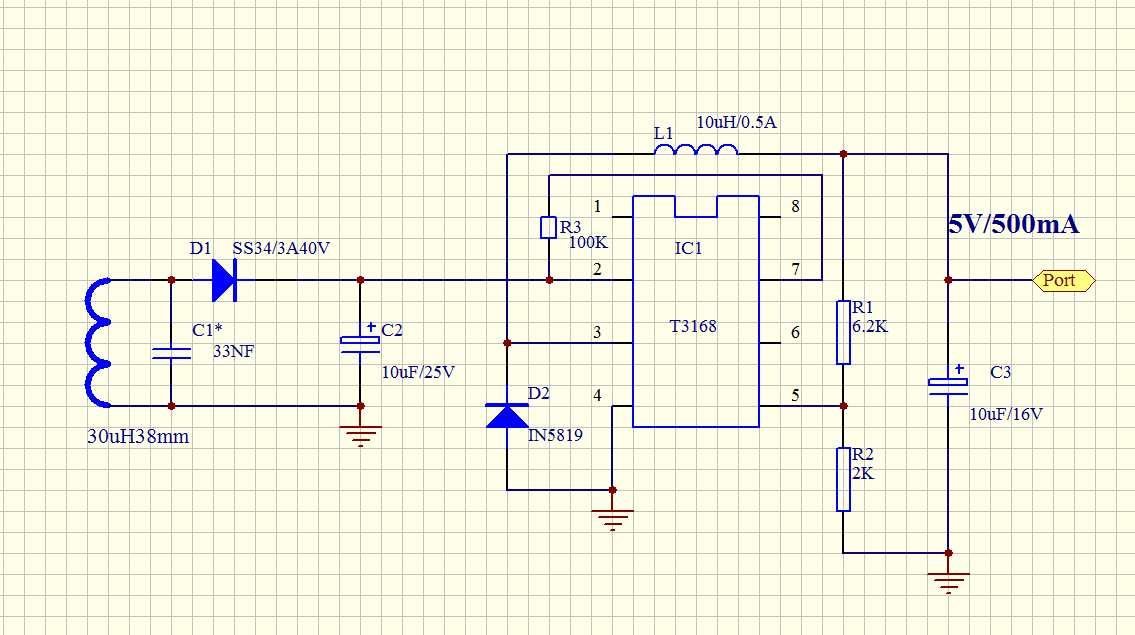 L1
10uH/0.5A
1
8
5V/500mA
R3
100K
D1
SS34/3A40V
IC1
2
7
Port
R1
6.2K
C1*
33NF
+
C2
T3168
3
6
10uF/25V
+
C3
D2
4
5
10uF/16V
30uH38mm
IN5819
R2
2K